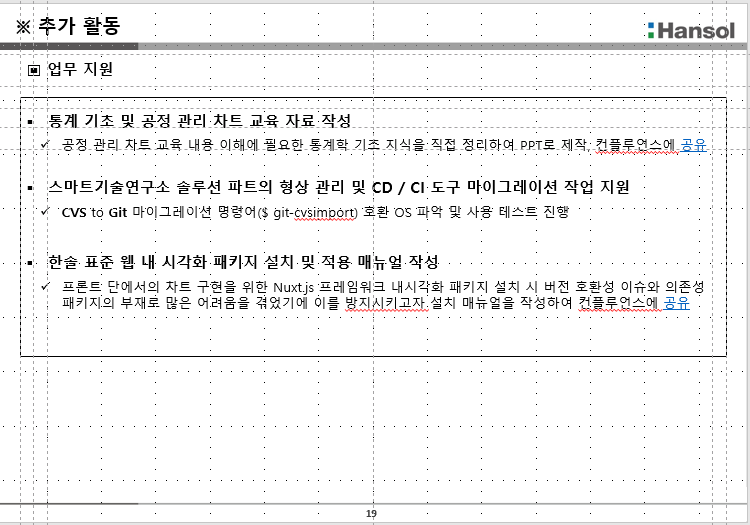 ※ 추가 활동
Hansol
▣ 업무 지원
▪ 통계 기초 및 공정 관리 차트 교육 자료 작성
✓ 공정 관리 차트 교육 내용 이해에 필요한 통계학 기초 지식을 직접 정리하여 PPT로 제작, 컨플루언스에 공유
▪ 스마트기술연구소 솔루션 파트의 형상 관리 및 CD / CI 도구 마이그레이션 작업 지원
✓ CVS to Git 마이그레이션 명령어($ git-cvsimport) 호환 OS 파악 및 사용 테스트 진행
▪ 한솔 표준 웹 내 시각화 패키지 설치 및 적용 매뉴얼 작성
✓ 프론트 단에서의 차트 구현을 위한 Nuxt.js 프레임워크 내시각화 패키지 설치 시 버전 호환성 이슈와 의존성
패키지의 부재로 많은 어려움을 겪었기에 이를 방지시키고자 설치 매뉴얼을 작성하여 컨플루언스에 공유
19